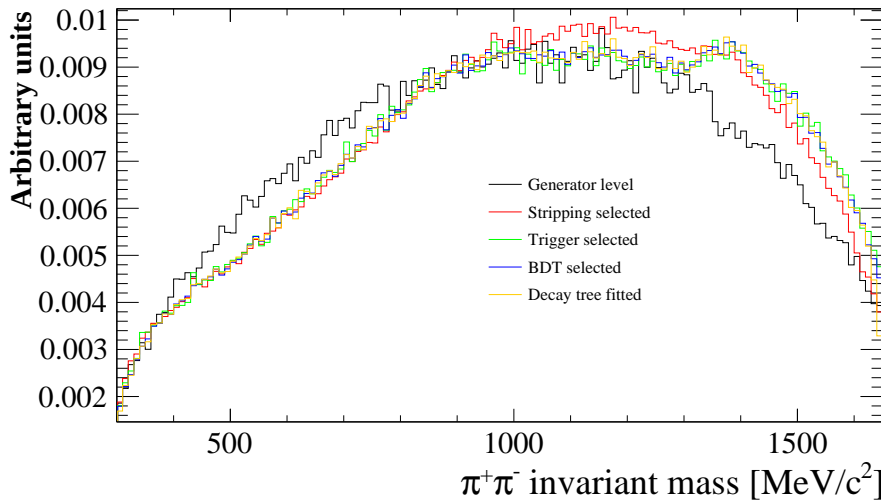 0.01
0.009
0.008
0.007
0.006
0.005
0.004
0.003
0.002
Arbitrary units
Generator level
Stripping selected
Trigger selected
BDT selected
Decay tree fitted
500 1000 1500
π⁺π⁻ invariant mass [MeV/c²]